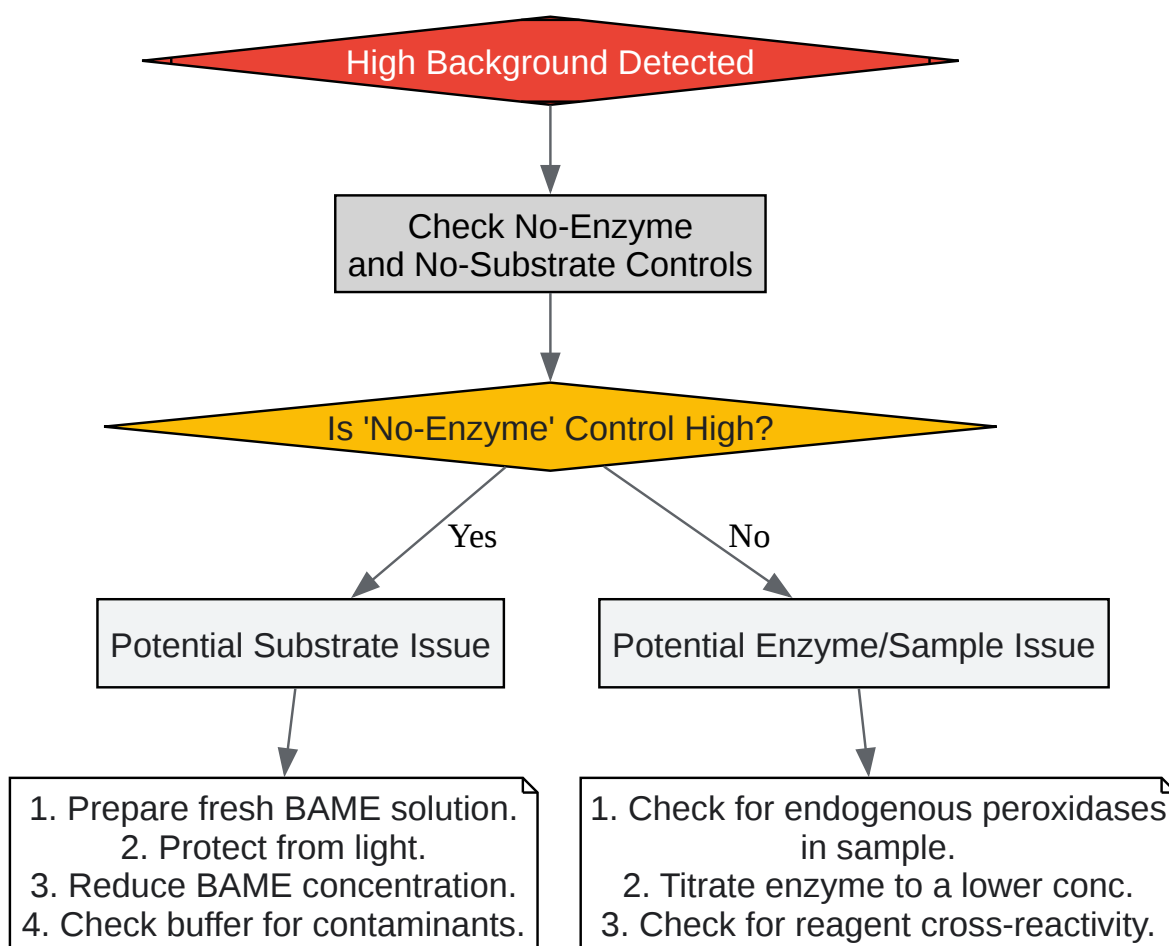 High Background Detected
Check No-Enzyme
and No-Substrate Controls
Is 'No-Enzyme' Control High?
Yes
No
Potential Substrate Issue
Potential Enzyme/Sample Issue
1. Prepare fresh BAME solution.
2. Protect from light.
3. Reduce BAME concentration.
4. Check buffer for contaminants.
1. Check for endogenous peroxidases
in sample.
2. Titrate enzyme to a lower conc.
3. Check for reagent cross-reactivity.